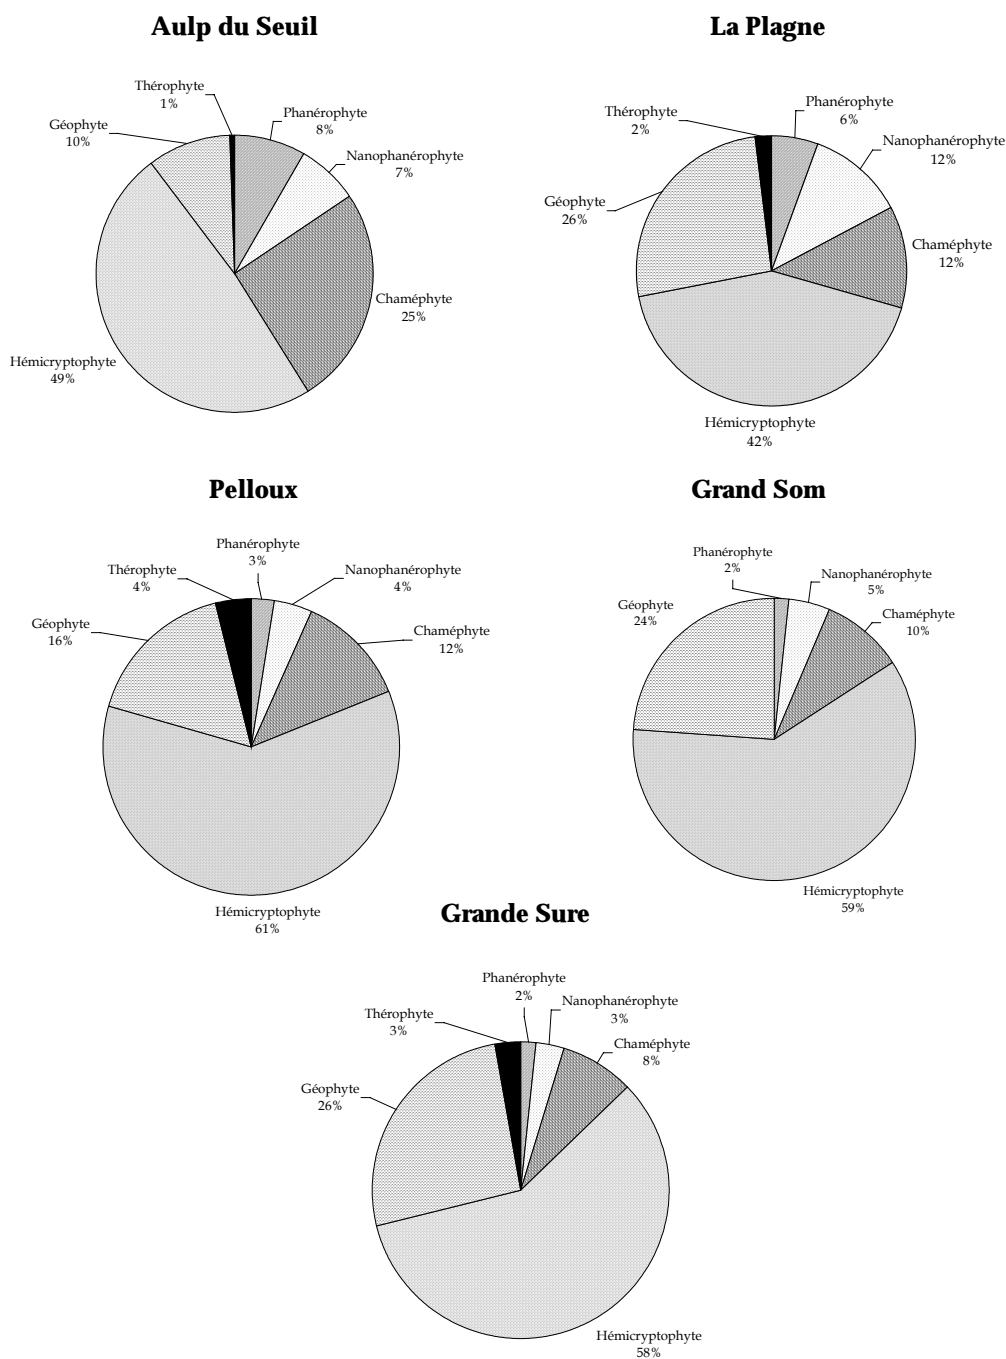 Aulp du Seuil
Thérophyte
1%
Phanérophyte
8%
Géophyte
10%
Nanophanérophyte
7%
Chaméphyte
25%
Hémicryptophyte
49%
La Plagne
Phanérophyte
6%
Thérophyte
2%
Nanophanérophyte
12%
Géophyte
26%
Chaméphyte
12%
Hémicryptophyte
42%
Pelloux
Phanérophyte
3%
Thérophyte
4%
Nanophanérophyte
4%
Géophyte
16%
Chaméphyte
12%
Hémicryptophyte
61%
Grand Som
Phanérophyte
2%
Nanophanérophyte
5%
Géophyte
24%
Chaméphyte
10%
Hémicryptophyte
59%
Grande Sure
Phanérophyte
2%
Nanophanérophyte
3%
Thérophyte
3%
Chaméphyte
8%
Géophyte
26%
Hémicryptophyte
58%